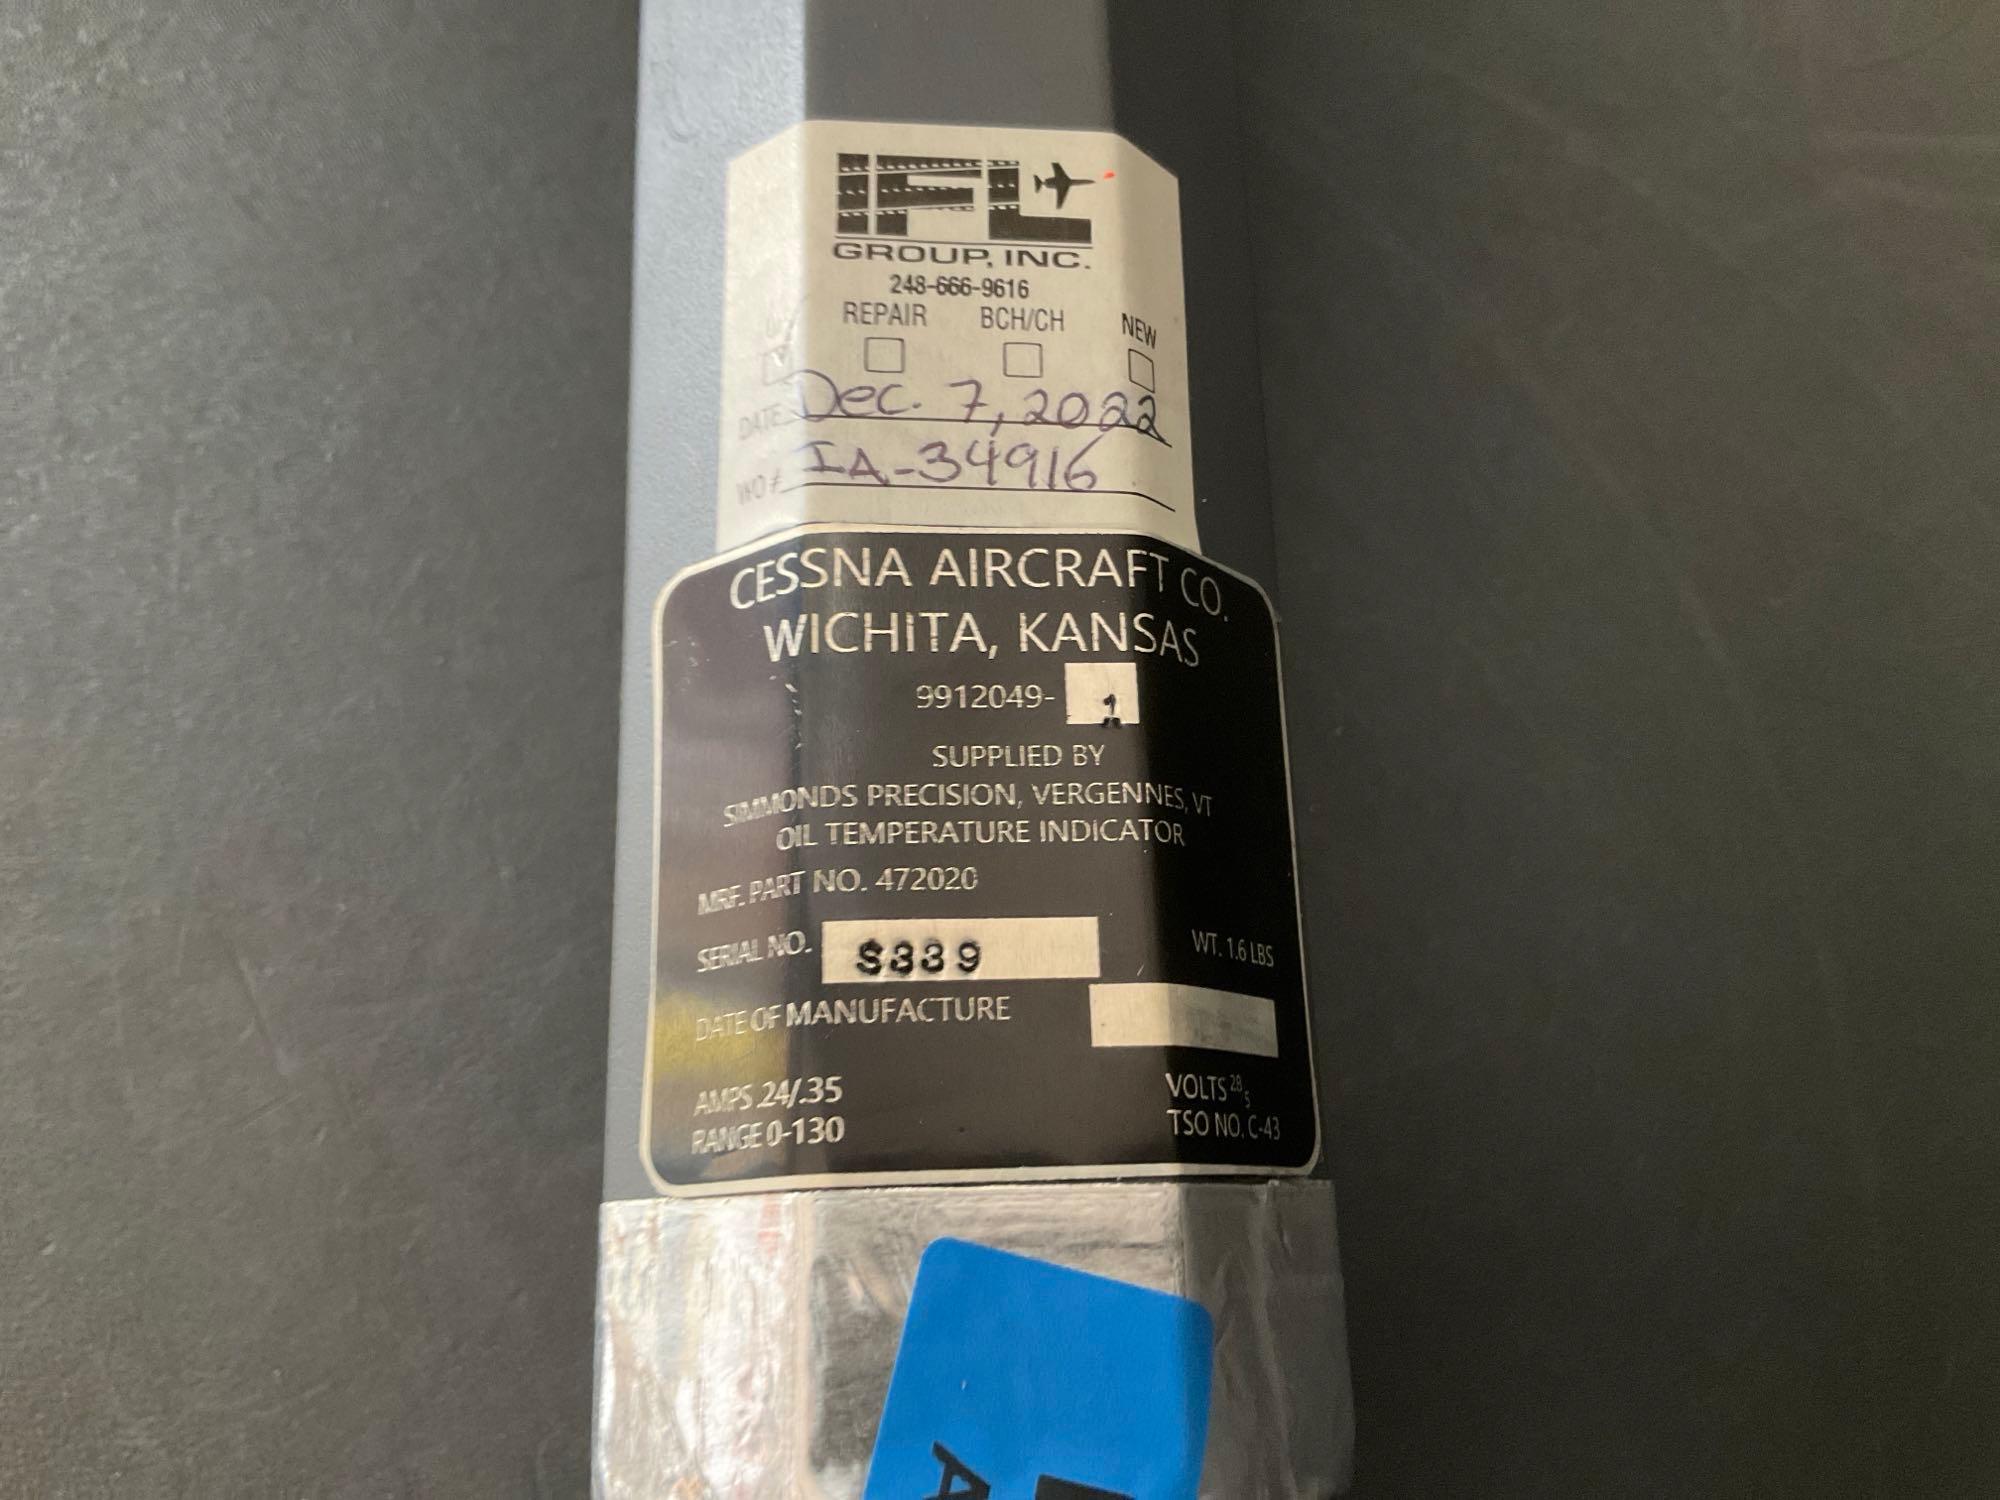 IFL
GROUP, INC.
248-666-9616
REPAIR BCH/CH NEW
DATE Dec. 7, 2022
WO # IA-34916
CESSNA AIRCRAFT CO.
WICHITA, KANSAS
9912049- 1
SUPPLIED BY
SIMMONDS PRECISION, VERGENNES, VT
OIL TEMPERATURE INDICATOR
MRF. PART NO. 472020
SERIAL NO. S339 WT. 1.6 LBS
DATE OF MANUFACTURE
AMPS .24/.35 VOLTS 28/5
RANGE 0-130 TSO NO. C-43
A